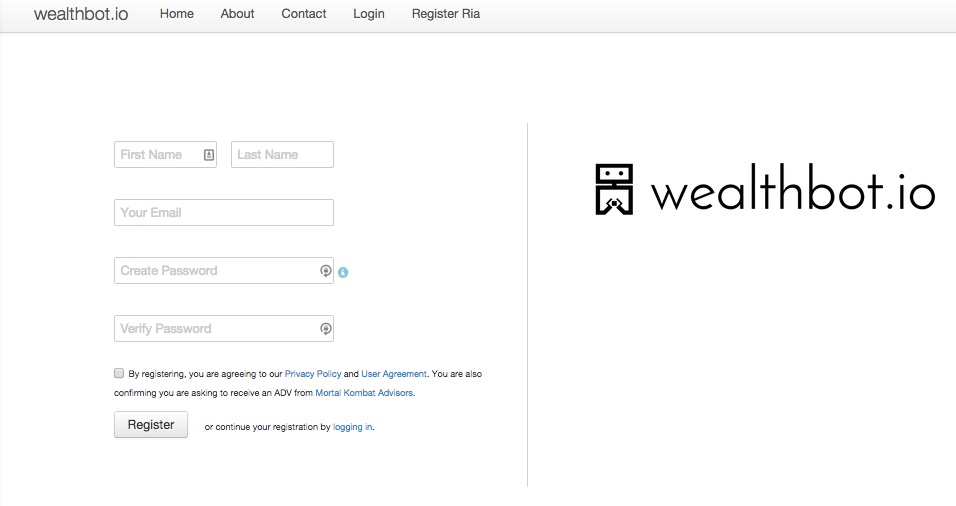 wealthbot.io Home About Contact Login Register Ria
First Name Last Name
Your Email
Create Password
Verify Password
By registering, you are agreeing to our Privacy Policy and User Agreement. You are also
confirming you are asking to receive an ADV from Mortal Kombat Advisors.
Register or continue your registration by logging in.
wealthbot.io